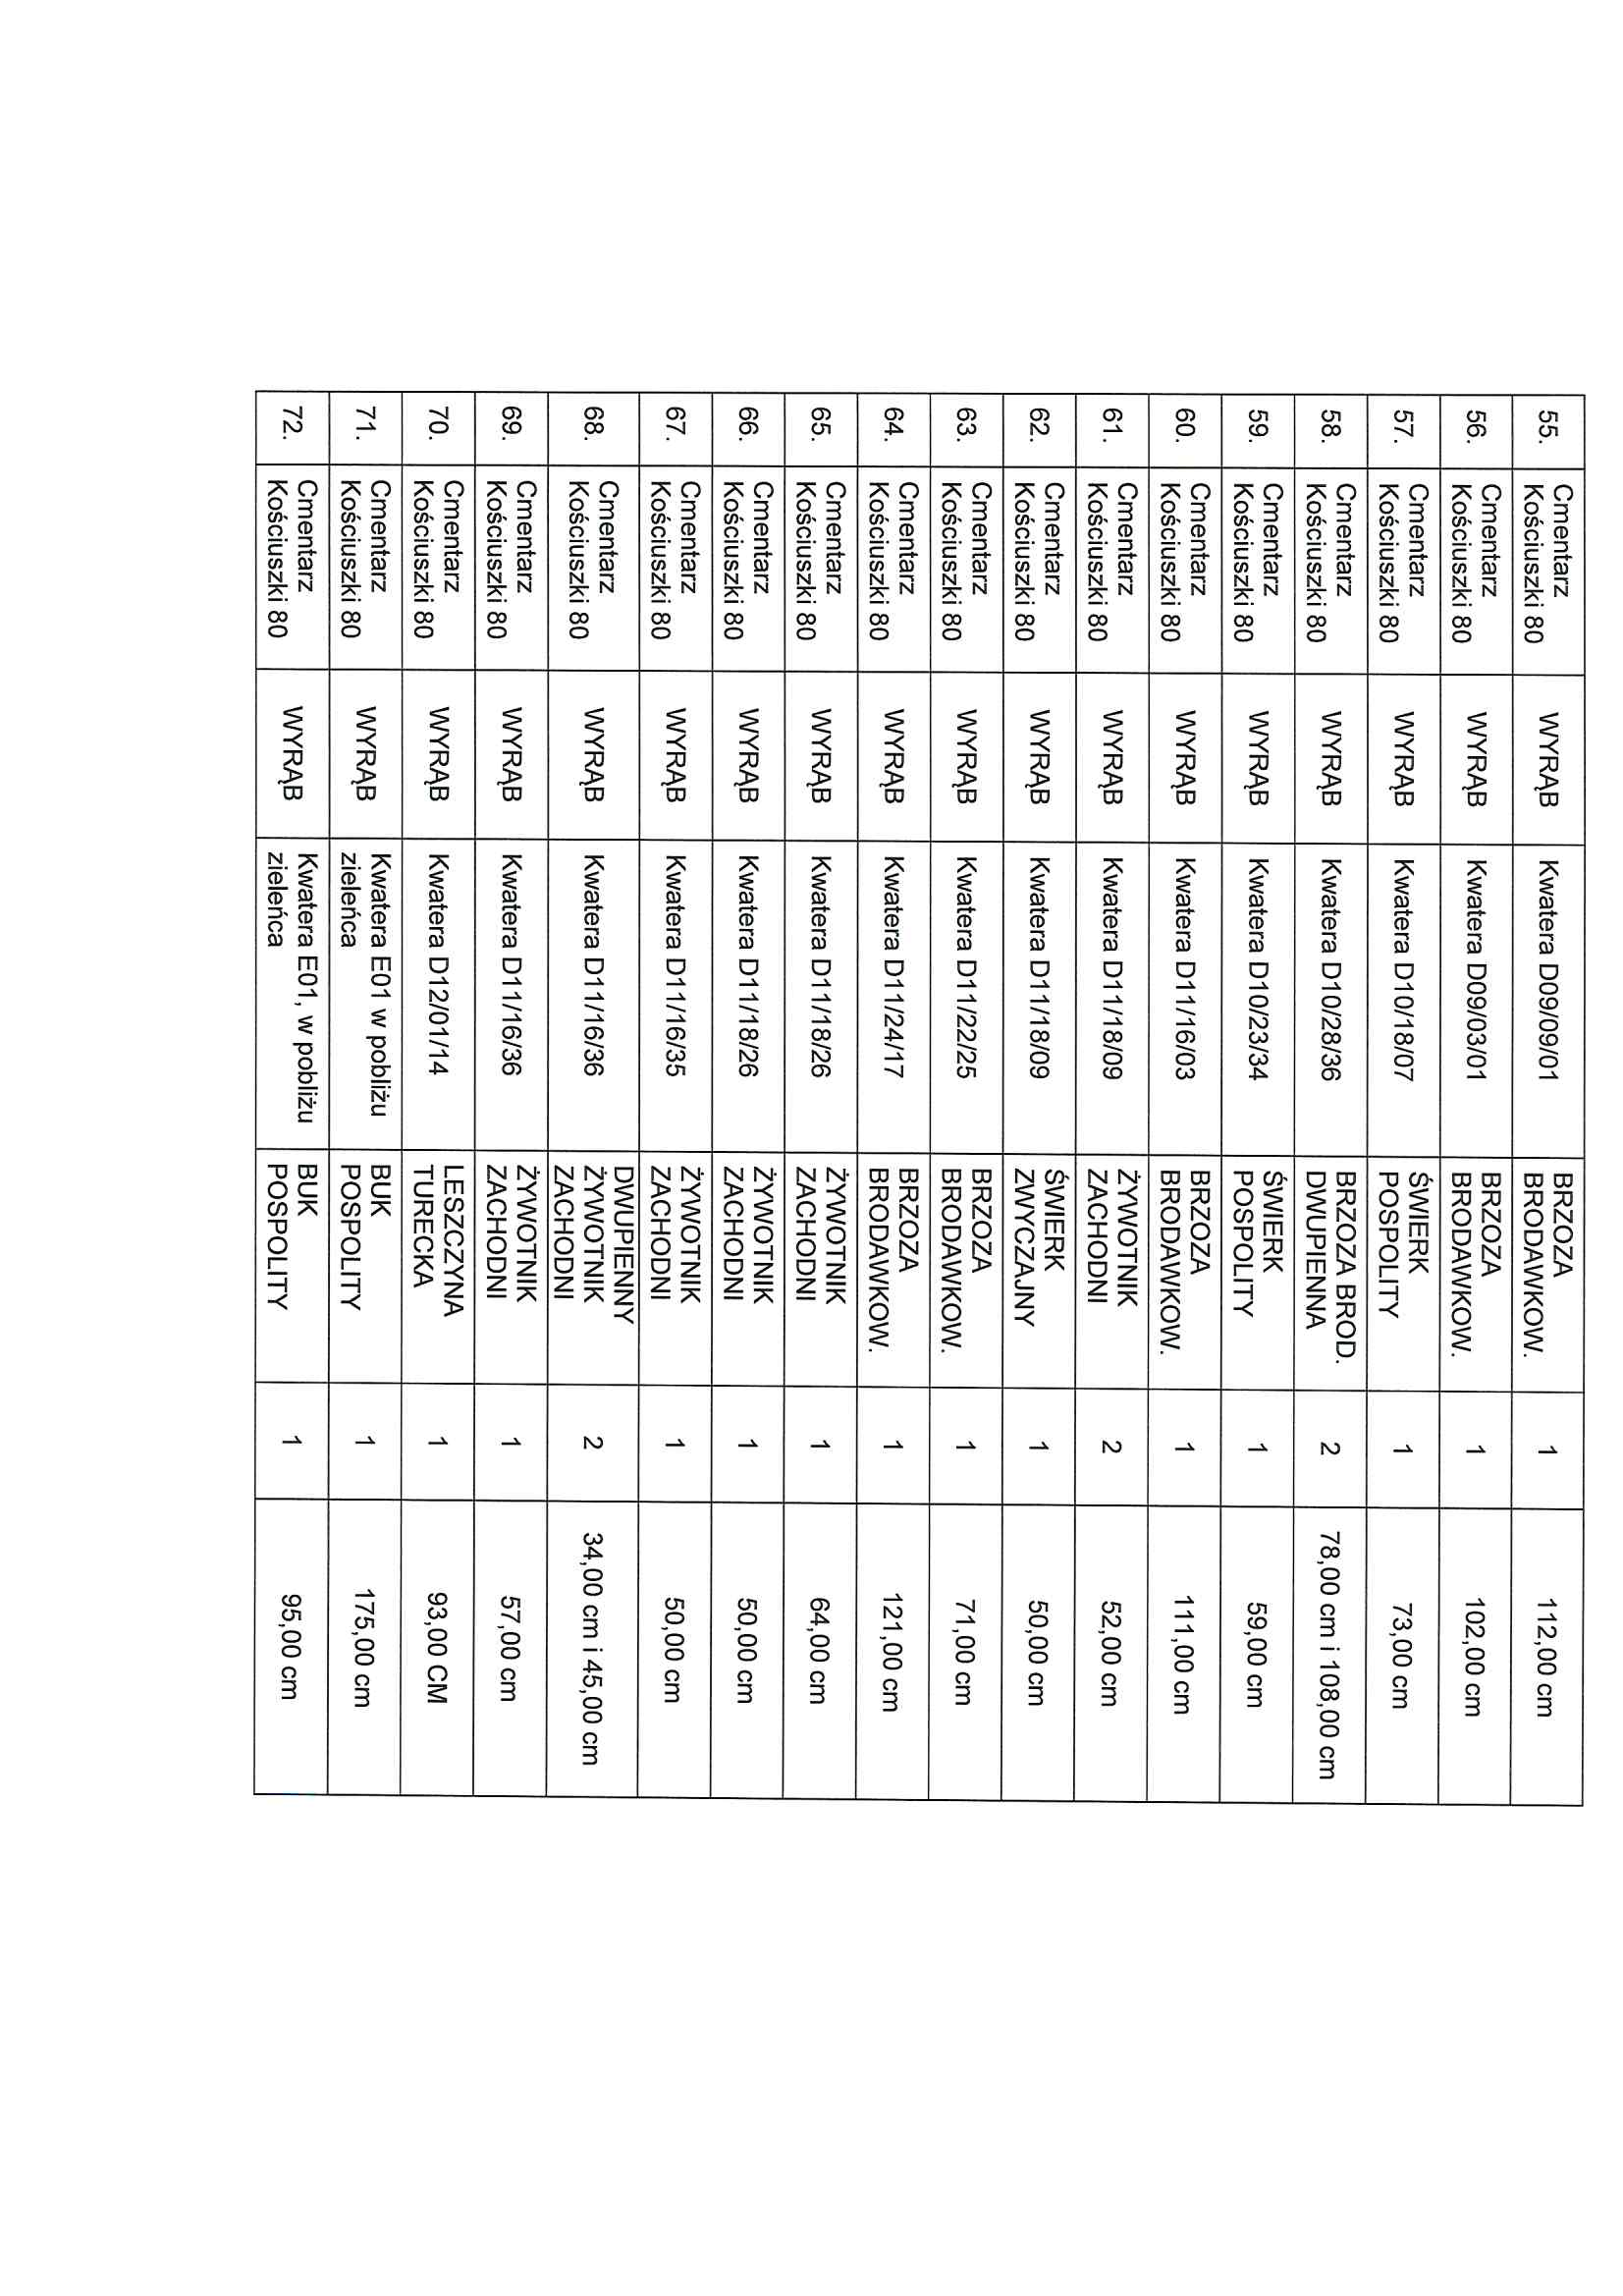 55.
Cmentarz
Kościuszki 80
WYRĄB
Kwatera D09/09/01
BRZOZA
BRODAWKOW.
1
112,00 cm
56.
Cmentarz
Kościuszki 80
WYRĄB
Kwatera D09/03/01
BRZOZA
BRODAWKOW.
1
102,00 cm
57.
Cmentarz
Kościuszki 80
WYRĄB
Kwatera D10/18/07
ŚWIERK
POSPOLITY
1
73,00 cm
58.
Cmentarz
Kościuszki 80
WYRĄB
Kwatera D10/28/36
BRZOZA BROD.
DWUPIENNA
2
78,00 cm i 108,00 cm
59.
Cmentarz
Kościuszki 80
WYRĄB
Kwatera D10/23/34
ŚWIERK
POSPOLITY
1
59,00 cm
60.
Cmentarz
Kościuszki 80
WYRĄB
Kwatera D11/16/03
BRZOZA
BRODAWKOW.
1
111,00 cm
61.
Cmentarz
Kościuszki 80
WYRĄB
Kwatera D11/18/09
ŻYWOTNIK
ZACHODNI
2
52,00 cm
62.
Cmentarz
Kościuszki 80
WYRĄB
Kwatera D11/18/09
ŚWIERK
ZWYCZAJNY
1
50,00 cm
63.
Cmentarz
Kościuszki 80
WYRĄB
Kwatera D11/22/25
BRZOZA
BRODAWKOW.
1
71,00 cm
64.
Cmentarz
Kościuszki 80
WYRĄB
Kwatera D11/24/17
BRZOZA
BRODAWKOW.
1
121,00 cm
65.
Cmentarz
Kościuszki 80
WYRĄB
Kwatera D11/18/26
ŻYWOTNIK
ZACHODNI
1
64,00 cm
66.
Cmentarz
Kościuszki 80
WYRĄB
Kwatera D11/18/26
ŻYWOTNIK
ZACHODNI
1
50,00 cm
67.
Cmentarz
Kościuszki 80
WYRĄB
Kwatera D11/16/35
ŻYWOTNIK
ZACHODNI
1
50,00 cm
68.
Cmentarz
Kościuszki 80
WYRĄB
Kwatera D11/16/36
DWUPIENNY
ŻYWOTNIK
ZACHODNI
2
34,00 cm i 45,00 cm
69.
Cmentarz
Kościuszki 80
WYRĄB
Kwatera D11/16/36
ŻYWOTNIK
ZACHODNI
1
57,00 cm
70.
Cmentarz
Kościuszki 80
WYRĄB
Kwatera D12/01/14
LESZCZYNA
TURECKA
1
93,00 CM
71.
Cmentarz
Kościuszki 80
WYRĄB
Kwatera E01 w pobliżu
zieleńca
BUK
POSPOLITY
1
175,00 cm
72.
Cmentarz
Kościuszki 80
WYRĄB
Kwatera E01, w pobliżu
zieleńca
BUK
POSPOLITY
1
95,00 cm